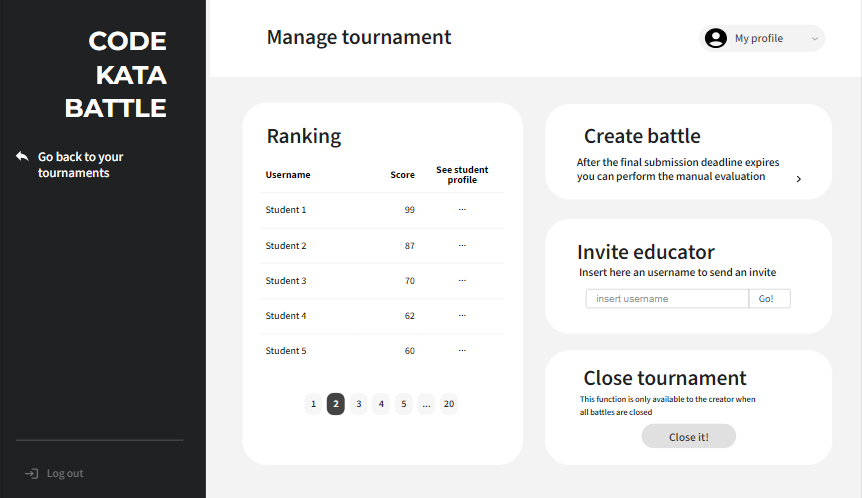 CODE
KATA
BATTLE
Go back to your
tournaments
Log out
Manage tournament
My profile
Ranking
Username Score See student
profile
Student 1 99 ...
Student 2 87 ...
Student 3 70 ...
Student 4 62 ...
Student 5 60 ...
1 2 3 4 5 ... 20
Create battle
After the final submission deadline expires
you can perform the manual evaluation
Invite educator
Insert here an username to send an invite
insert username Go!
Close tournament
This function is only available to the creator when
all battles are closed
Close it!